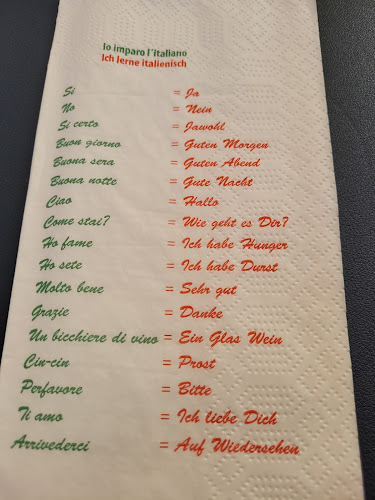 Io imparo l'italiano
Ich lerne italienisch
Si = Ja
No = Nein
Si certo = Jawohl
Buon giorno = Guten Morgen
Buona sera = Guten Abend
Buona notte = Gute Nacht
Ciao = Hallo
Come stai? = Wie geht es Dir?
Ho fame = Ich habe Hunger
Ho sete = Ich habe Durst
Molto bene = Sehr gut
Grazie = Danke
Un bicchiere di vino = Ein Glas Wein
Cin-cin = Prost
Perfavore = Bitte
Ti amo = Ich liebe Dich
Arrivederci = Auf Wiedersehen